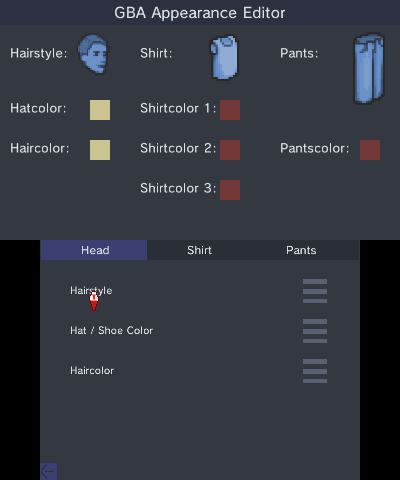 GBA Appearance Editor
Hairstyle: Shirt: Pants:
Hatcolor: Shirtcolor 1:
Haircolor: Shirtcolor 2: Pantscolor:
Shirtcolor 3:
Head Shirt Pants
Hairstyle
Hat / Shoe Color
Haircolor